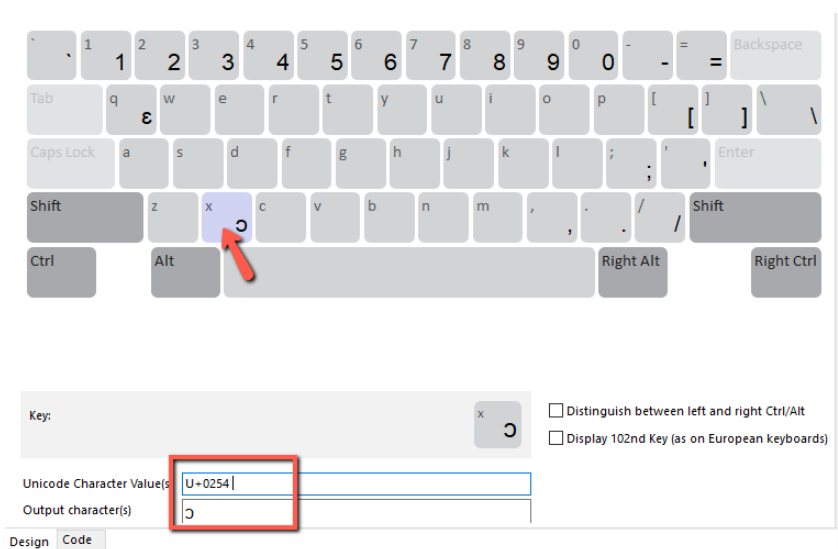 ` ` 1 1 2 2 3 3 4 4 5 5 6 6 7 7 8 8 9 9 0 0 - - = = Backspace
Tab q ɛ w e r t y u i o p [ [ ] ] \ \
Caps Lock a s d f g h j k l ; ; ' ' Enter
Shift z x ɔ c v b n m , , . . / / Shift
Ctrl Alt Right Alt Right Ctrl
Key: x ɔ
Distinguish between left and right Ctrl/Alt
Display 102nd Key (as on European keyboards)
Unicode Character Value(s U+0254
Output character(s) ɔ
Design Code